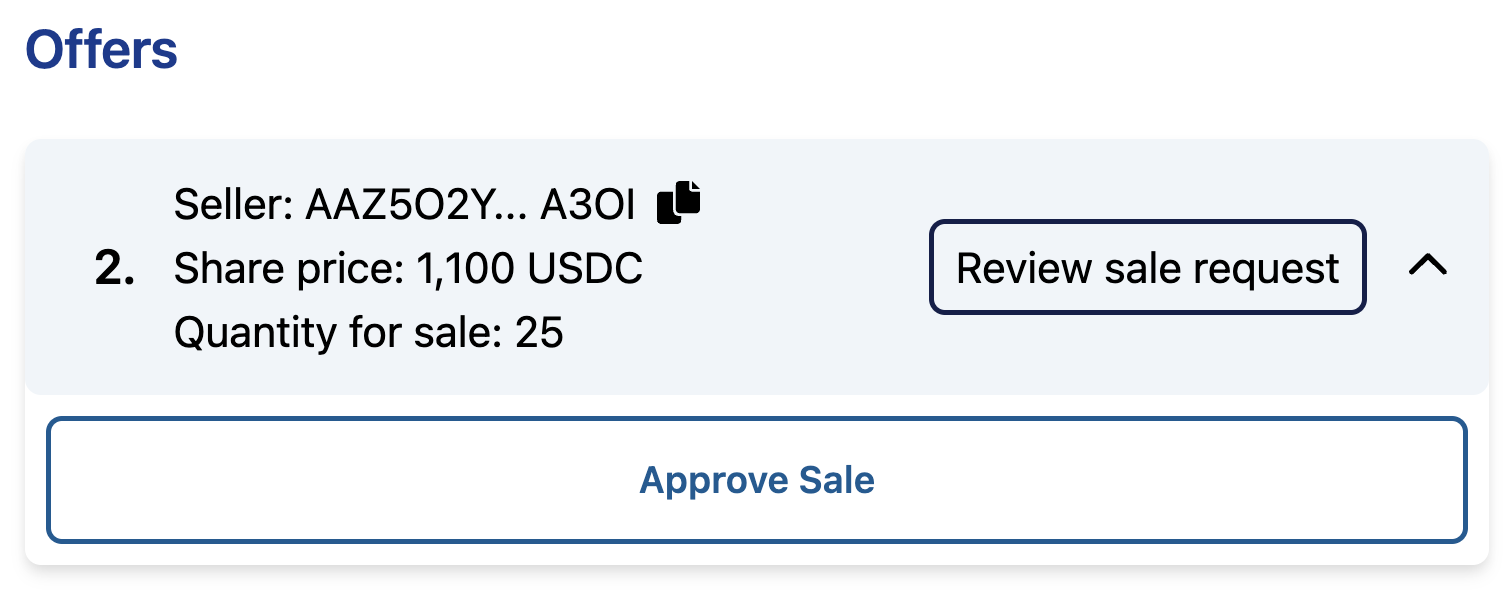 Offers
2.
Seller: AAZ5O2Y... A3OI
Share price: 1,100 USDC
Quantity for sale: 25
Review sale request
Approve Sale